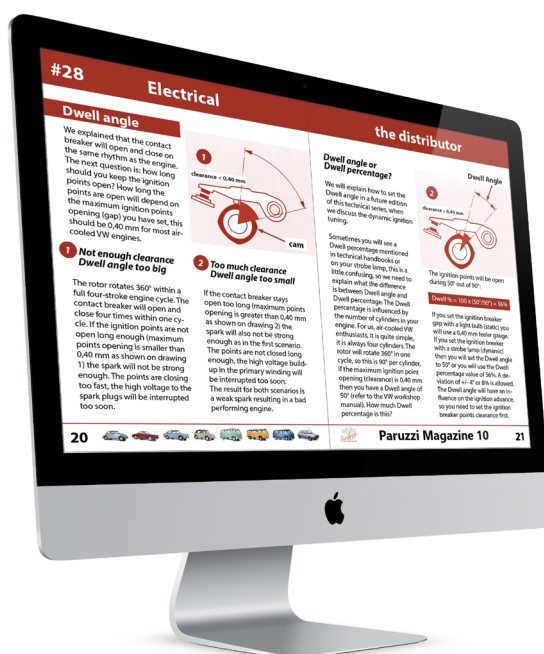 #28
Electrical
Dwell angle
We explained that the contact
breaker will open and close on
the same rhythm as the engine.
The next question is: how long
should you keep the ignition
points open? How long the
points are open will depend on
the maximum ignition points
opening (gap) you have set, this
should be 0,40 mm for most air-
cooled VW engines.
1 Not enough clearance
Dwell angle too big
The rotor rotates 360° within a
full four-stroke engine cycle. The
contact breaker will open and
close four times within one cy-
cle. If the ignition points are not
open long enough (maximum
points opening is smaller than
0,40 mm as shown on drawing
1) the spark will not be strong
enough. The points are closing
too fast, the high voltage to the
spark plugs will be interrupted
too soon.
1
clearance < 0,40 mm
cam
2 Too much clearance
Dwell angle too small
If the contact breaker stays
open too long (maximum points
opening is greater than 0,40 mm
as shown on drawing 2) the
spark will also not be strong
enough as in the first scenario.
The points are not closed long
enough, the high voltage build-
up in the primary winding will
be interrupted too soon.
The result for both scenarios is
a weak spark resulting in a bad
performing engine.
20
the distributor
Dwell angle or
Dwell percentage?
We will explain how to set the
Dwell angle in a future edition
of this technical series, when
we discuss the dynamic ignition
tuning.
Sometimes you will see a
Dwell percentage mentioned
in technical handbooks or
on your strobe lamp, this is a
little confusing, so we need to
explain what the difference
is between Dwell angle and
Dwell percentage. The Dwell
percentage is influenced by
the number of cylinders in your
engine. For us, air-cooled VW
enthusiasts, it is quite simple,
it is always four cylinders. The
rotor will rotate 360° in one
cycle, so this is 90° per cylinder.
If the maximum ignition point
opening (clearance) is 0,40 mm
then you have a Dwell angle of
50° (refer to the VW workshop
manual). How much Dwell
percentage is this?
Dwell Angle
2
clearance > 0,40 mm
The ignition points will be open
during 50° out of 90°:
Dwell % = 100 x (50°/90°) = 56%
If you set the ignition breaker
gap with a light bulb (static) you
will use a 0,40 mm feeler gauge.
If you set the ignition breaker
with a strobe lamp (dynamic)
then you will set the Dwell angle
to 50° or you will use the Dwell
percentage value of 56%. A de-
viation of +/- 4° or 8% is allowed.
The Dwell angle will have an in-
fluence on the ignition advance,
so you need to set the ignition
breaker points clearance first.
Paruzzi Magazine 10
21